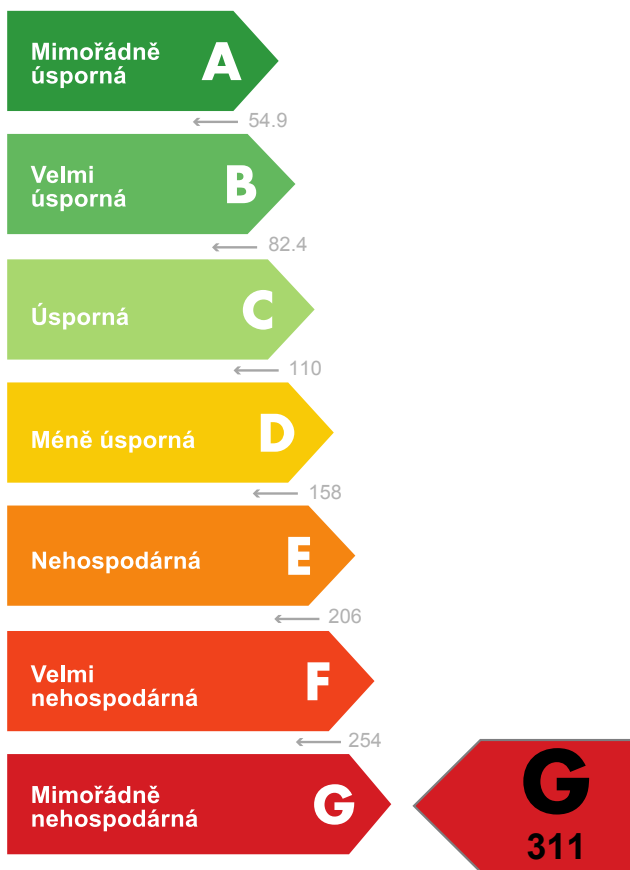 Mimořádně
úsporná
A
54.9
Velmi
úsporná
B
82.4
Úsporná
C
110
Méně úsporná
D
158
Nehospodárná
E
206
Velmi
nehospodárná
F
254
Mimořádně
nehospodárná
G
G
311